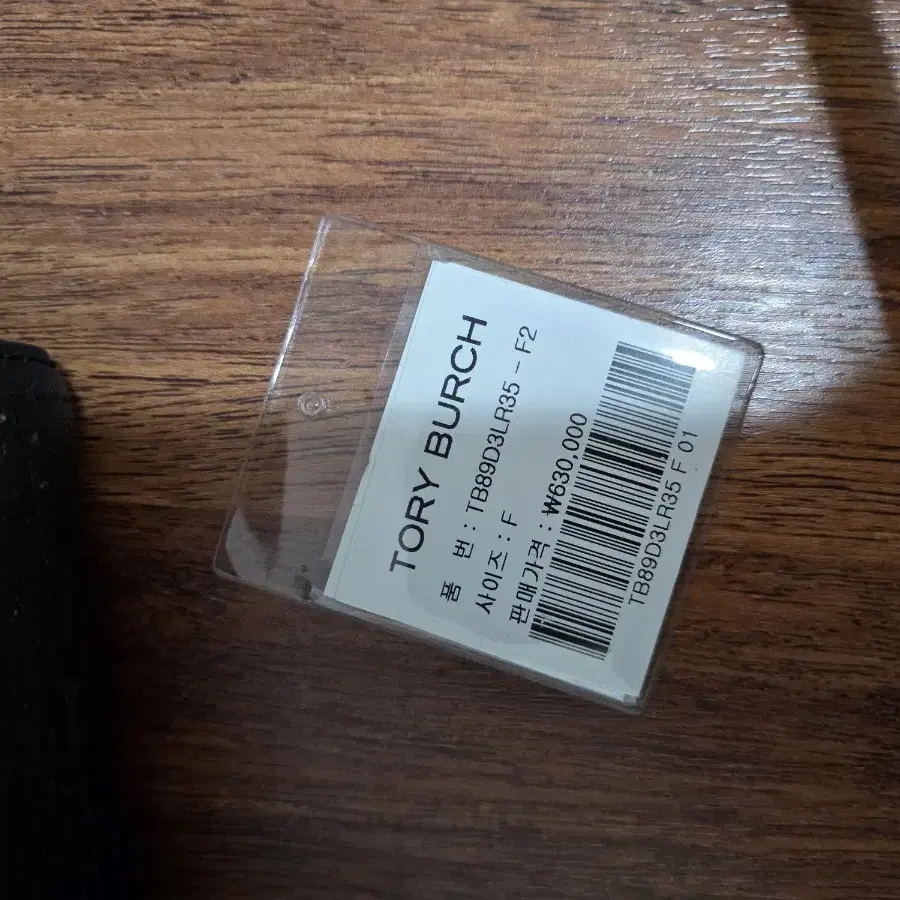 TORY BURCH
품 번 : TB89D3LR35 - F2
사이즈 : F
판매가격 : ₩630,000
TB89D3LR35 F 01